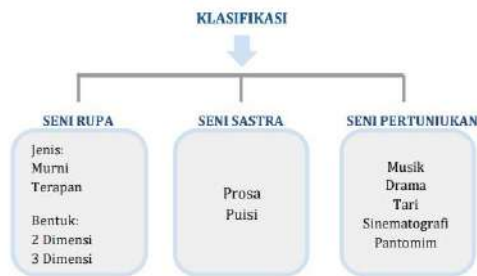 KLASIFIKASI
SENI RUPA
Jenis:
Murni
Terapan
Bentuk:
2 Dimensi
3 Dimensi
SENI SASTRA
Prosa
Puisi
SENI PERTUNJUKAN
Musik
Drama
Tari
Sinematografi
Pantomim